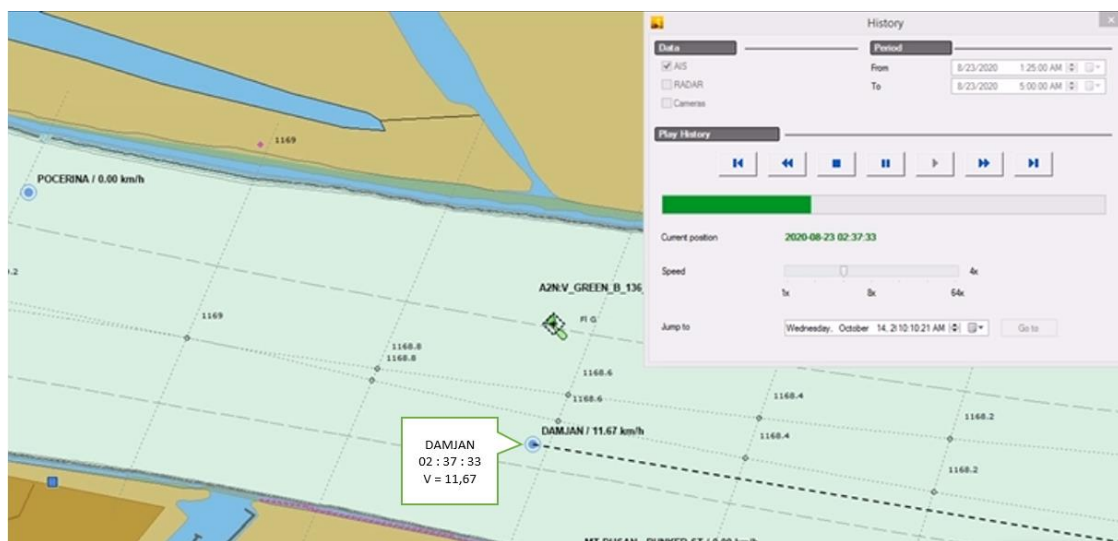 History
Data
Period
AIS
RADAR
Cameras
From
8/23/2020 1:25:00 AM
To
8/23/2020 5:00:00 AM
Play History
Current position
2020-08-23 02:37:33
Speed
4x
1x
8x
64x
Jump to
Wednesday, October 14, 2 10:10:21 AM
Go to
1169
POCERINA / 0.00 km/h
.2
A2N:V_GREEN_B_136_
Fl G
1169
1168.8
1168.8
1168.6
1168.6
1168.4
1168.2
DAMJAN / 11.67 km/h
1168.4
1168.2
DAMJAN
02 : 37 : 33
V = 11,67